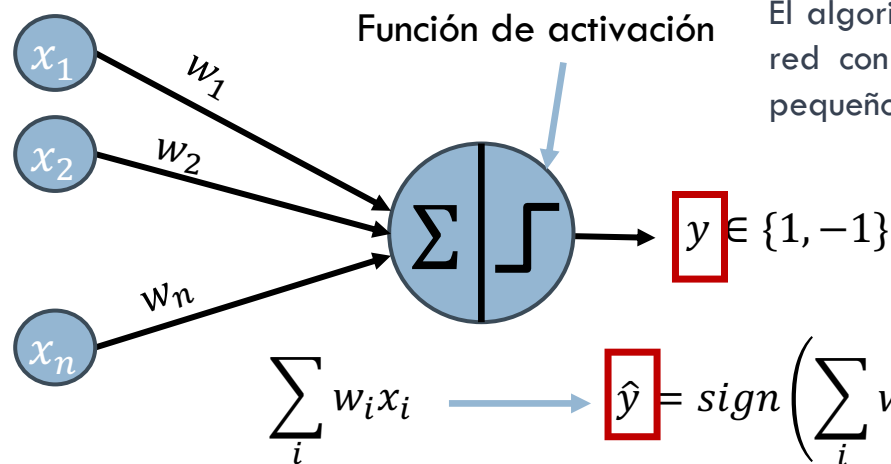 El algori
Función de activación
red con
pequeño
x₁
w₁
x₂
w₂
∑
y ∈ {1, −1}
wₙ
xₙ
∑ᵢ wᵢxᵢ
ŷ = sign(∑ᵢ w